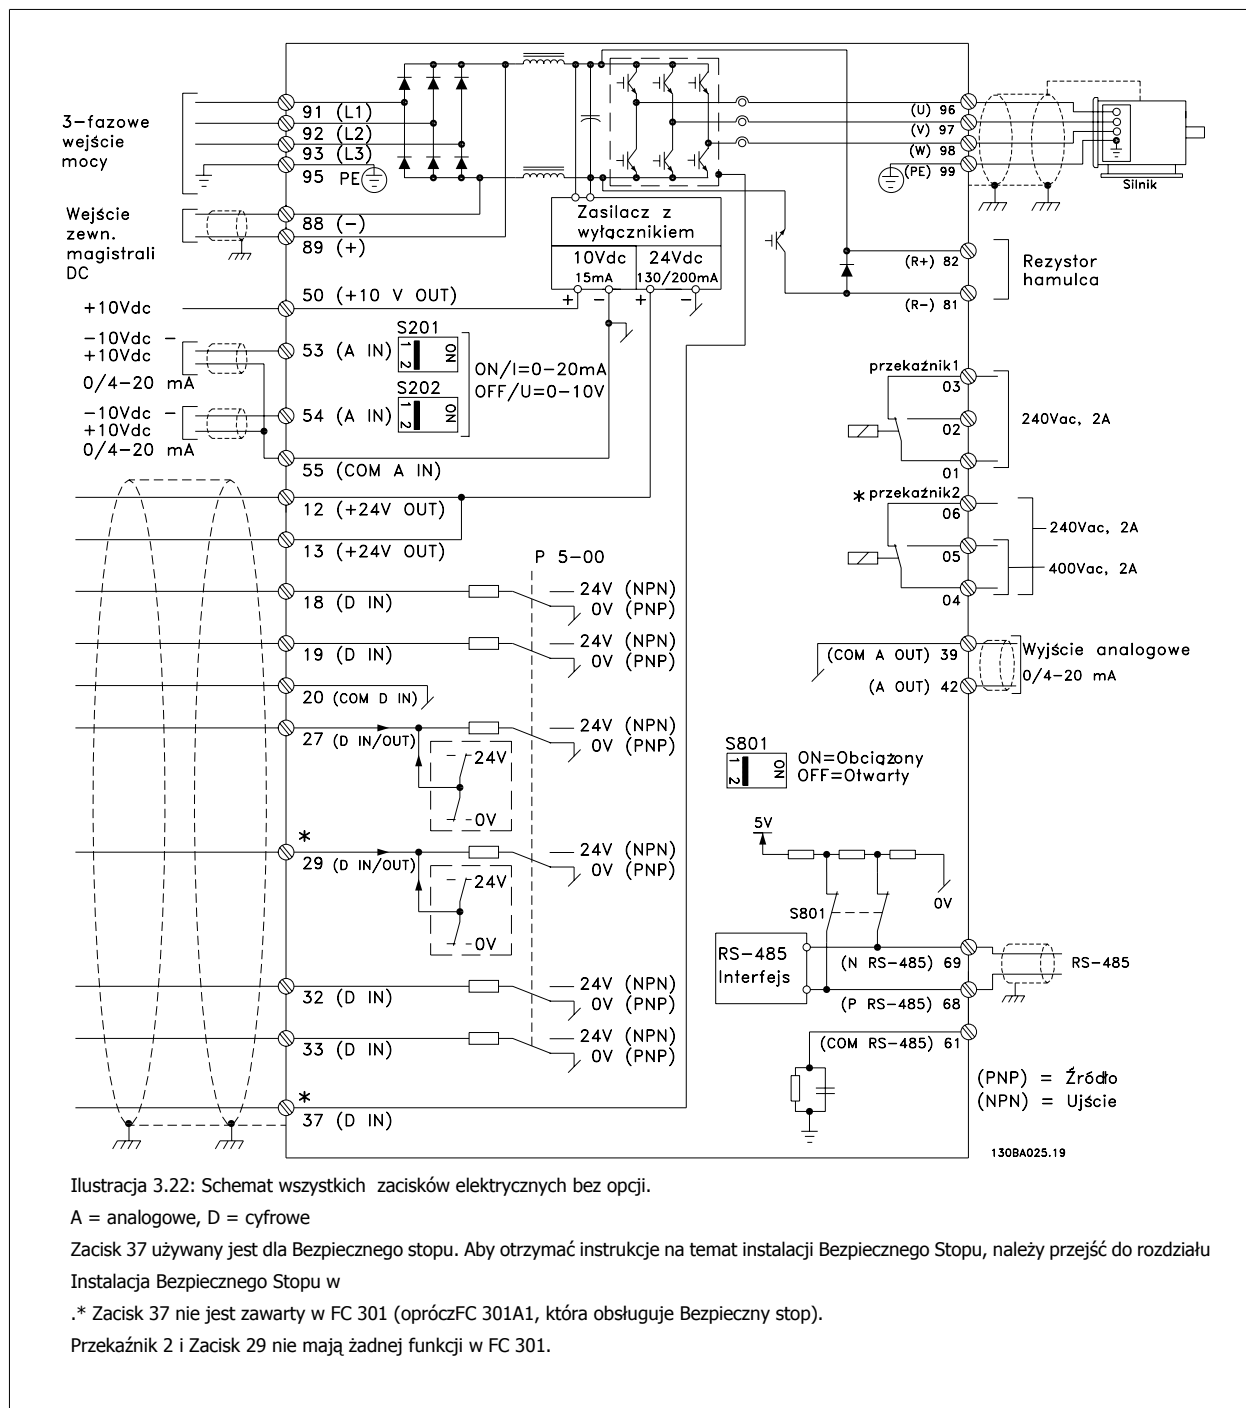 3-fazowe
wejście
mocy
91 (L1)
92 (L2)
93 (L3)
95 PE
Wejście
zewn.
magistrali
DC
88 (-)
89 (+)
+10Vdc
50 (+10 V OUT)
-10Vdc -
+10Vdc
0/4-20 mA
53 (A IN)
-10Vdc -
+10Vdc
0/4-20 mA
54 (A IN)
55 (COM A IN)
12 (+24V OUT)
13 (+24V OUT)
18 (D IN)
19 (D IN)
20 (COM D IN)
27 (D IN/OUT)
*
29 (D IN/OUT)
32 (D IN)
33 (D IN)
*
37 (D IN)
S201
1 2 ON
S202
1 2 ON
ON/I=0-20mA
OFF/U=0-10V
Zasilacz z
wyłącznikiem
10Vdc
15mA
24Vdc
130/200mA
+ - + -
P 5-00
24V (NPN)
0V (PNP)
24V (NPN)
0V (PNP)
24V (NPN)
0V (PNP)
24V
0V
24V (NPN)
0V (PNP)
24V
0V
24V (NPN)
0V (PNP)
24V (NPN)
0V (PNP)
(U) 96
(V) 97
(W) 98
(PE) 99
Silnik
(R+) 82
(R-) 81
Rezystor
hamulca
przekaźnik1
03
02
01
240Vac, 2A
* przekaźnik2
06
05
04
240Vac, 2A
400Vac, 2A
(COM A OUT) 39
(A OUT) 42
Wyjście analogowe
0/4-20 mA
S801
1 2 ON
ON=Obciążony
OFF=Otwarty
5V
0V
S801
RS-485
Interfejs
(N RS-485) 69
(P RS-485) 68
(COM RS-485) 61
RS-485
(PNP) = Źródło
(NPN) = Ujście
130BA025.19
Ilustracja 3.22: Schemat wszystkich zacisków elektrycznych bez opcji.
A = analogowe, D = cyfrowe
Zacisk 37 używany jest dla Bezpiecznego stopu. Aby otrzymać instrukcje na temat instalacji Bezpiecznego Stopu, należy przejść do rozdziału
Instalacja Bezpiecznego Stopu w
.* Zacisk 37 nie jest zawarty w FC 301 (opróczFC 301A1, która obsługuje Bezpieczny stop).
Przekaźnik 2 i Zacisk 29 nie mają żadnej funkcji w FC 301.